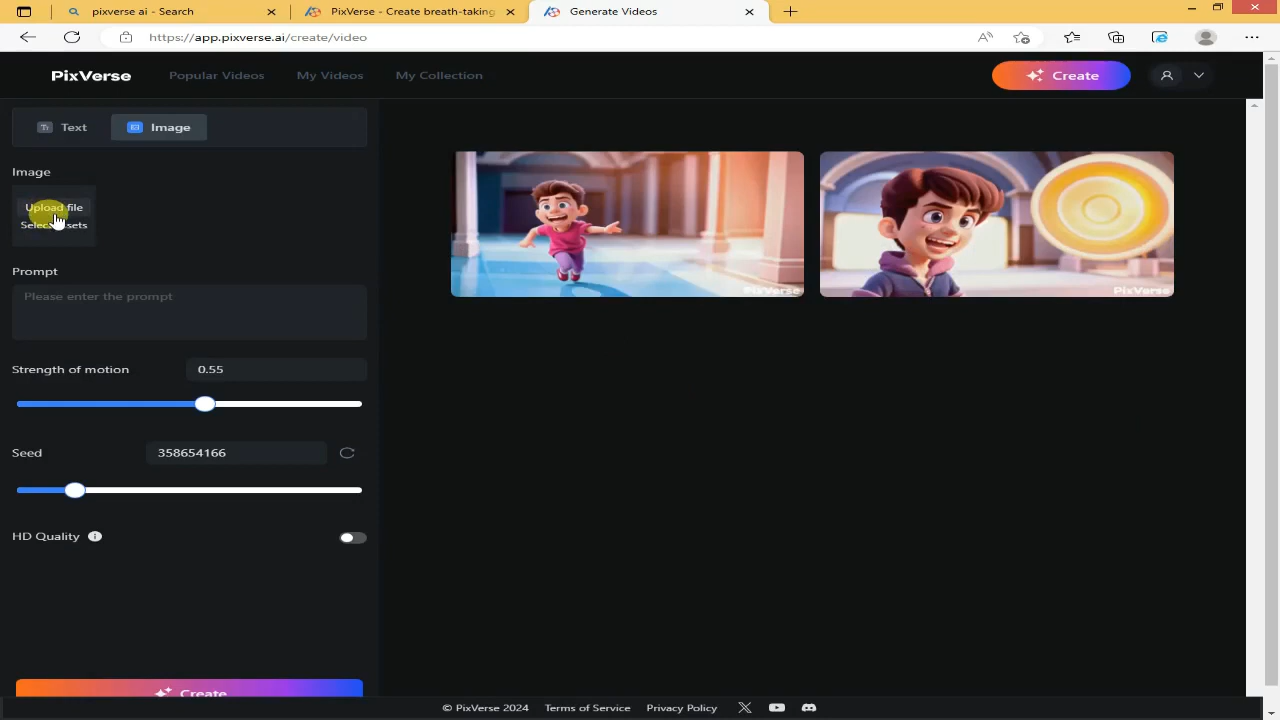 pixverse ai - Search
PixVerse - Create breath-taking
Generate Videos
https://app.pixverse.ai/create/video
PixVerse
Popular Videos
My Videos
My Collection
Create
Text
Image
Image
Upload file
Prompt
Please enter the prompt
Strength of motion
0.55
Seed
358654166
HD Quality
Create
PixVerse
PixVerse
© PixVerse 2024
Terms of Service
Privacy Policy